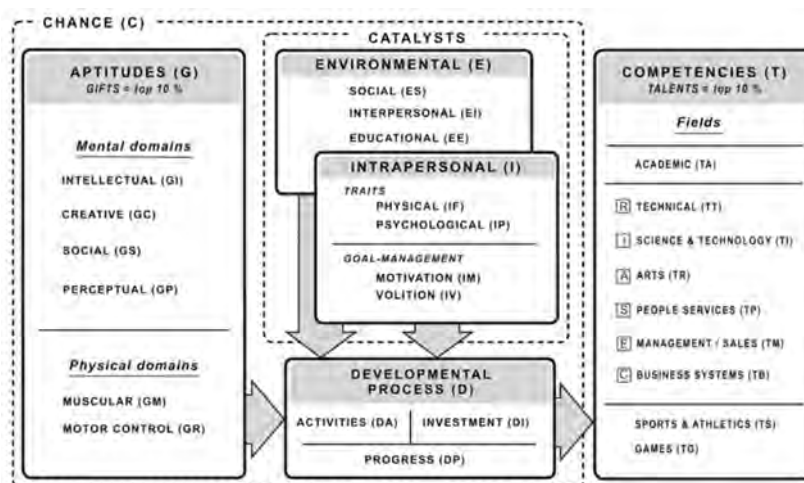 CHANCE (C)
CATALYSTS
APTITUDES (G)
GIFTS = top 10 %
Mental domains
INTELLECTUAL (GI)
CREATIVE (GC)
SOCIAL (GS)
PERCEPTUAL (GP)
Physical domains
MUSCULAR (GM)
MOTOR CONTROL (GR)
ENVIRONMENTAL (E)
SOCIAL (ES)
INTERPERSONAL (EI)
EDUCATIONAL (EE)
INTRAPERSONAL (I)
TRAITS
PHYSICAL (IF)
PSYCHOLOGICAL (IP)
GOAL-MANAGEMENT
MOTIVATION (IM)
VOLITION (IV)
DEVELOPMENTAL
PROCESS (D)
ACTIVITIES (DA)
INVESTMENT (DI)
PROGRESS (DP)
COMPETENCIES (T)
TALENTS = top 10 %
Fields
ACADEMIC (TA)
R TECHNICAL (TT)
I SCIENCE & TECHNOLOGY (TI)
A ARTS (TR)
S PEOPLE SERVICES (TP)
E MANAGEMENT / SALES (TM)
C BUSINESS SYSTEMS (TB)
SPORTS & ATHLETICS (TS)
GAMES (TG)